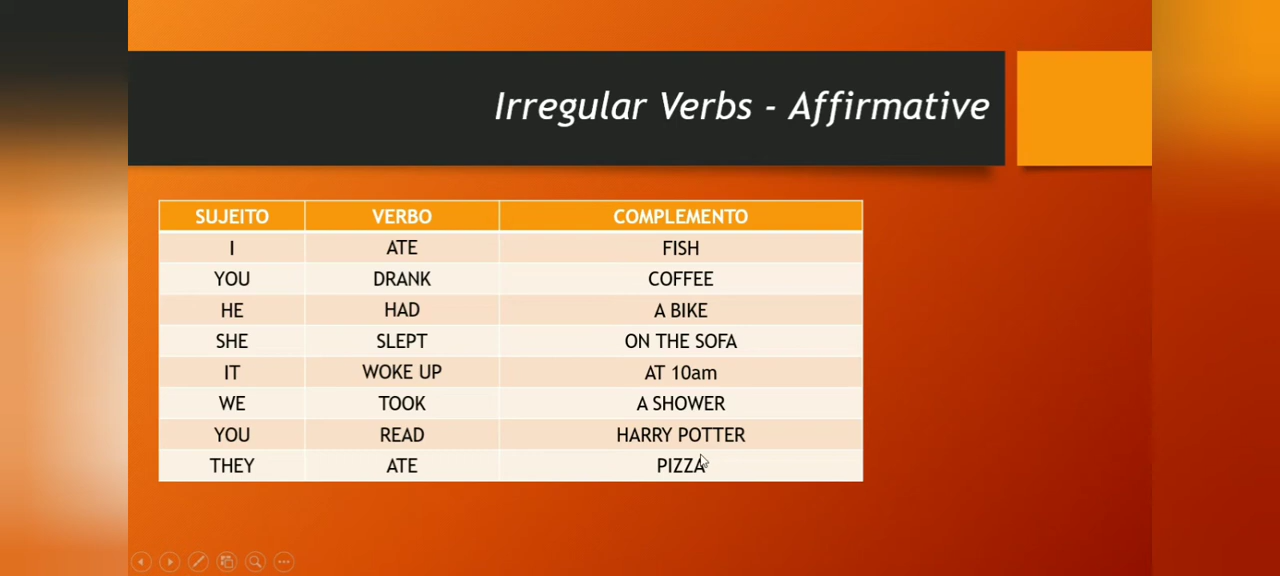 Irregular Verbs - Affirmative
SUJEITO VERBO COMPLEMENTO
I ATE FISH
YOU DRANK COFFEE
HE HAD A BIKE
SHE SLEPT ON THE SOFA
IT WOKE UP AT 10am
WE TOOK A SHOWER
YOU READ HARRY POTTER
THEY ATE PIZZA